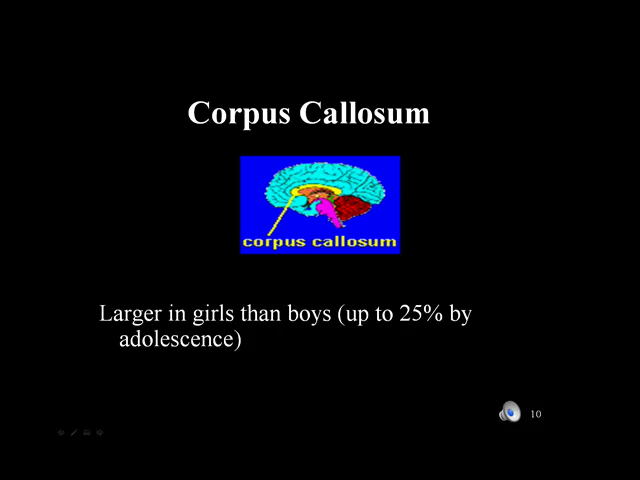 Corpus Callosum
corpus callosum
Larger in girls than boys (up to 25% by
adolescence)
10